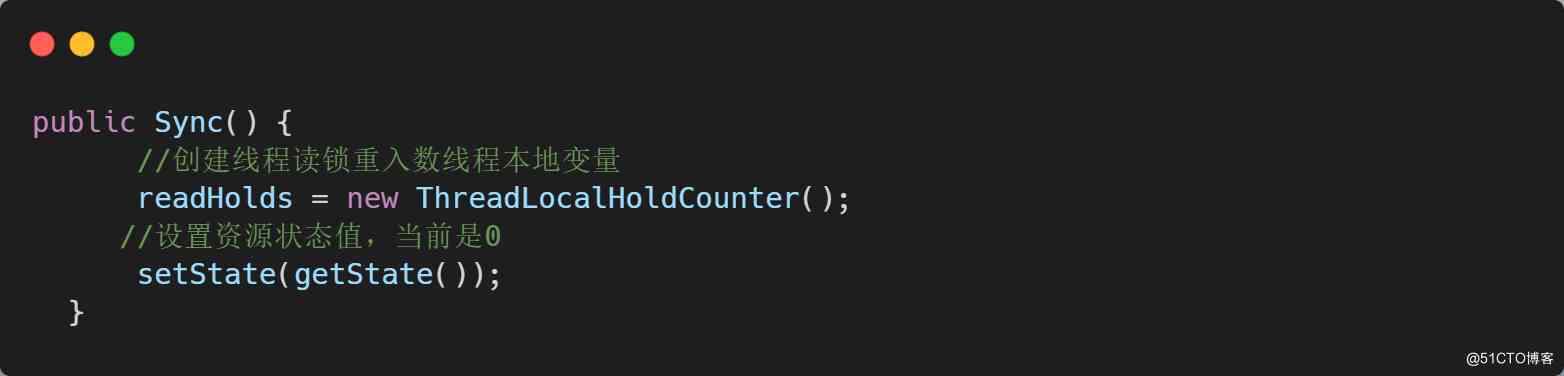 public Sync() {
//创建线程读锁重入数线程本地变量
readHolds = new ThreadLocalHoldCounter();
//设置资源状态值，当前是0
setState(getState());
}
@51CTO博客